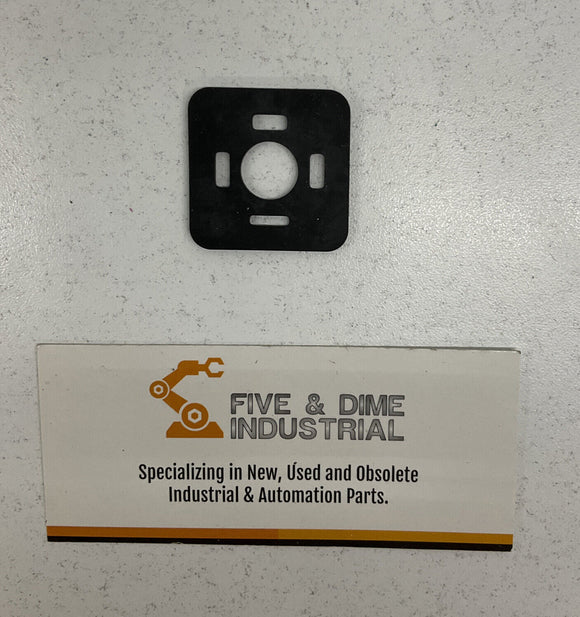 FIVE & DIME
INDUSTRIAL
Specializing in New, Used and Obsolete
Industrial & Automation Parts.